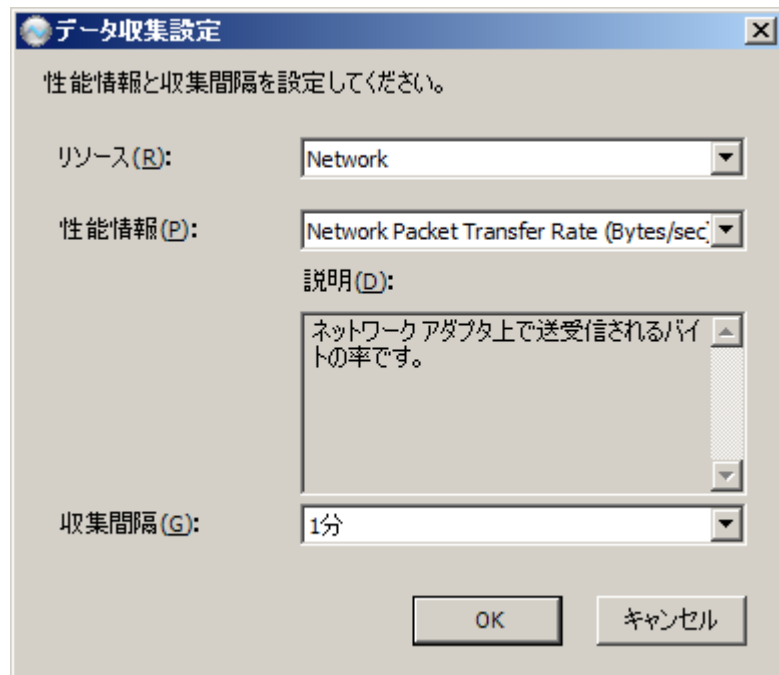 データ収集設定
性能情報と収集間隔を設定してください。
リソース(R):
Network
性能情報(P):
Network Packet Transfer Rate (Bytes/sec)
説明(D):
ネットワーク アダプタ上で送受信されるバイ
トの率です。
収集間隔(G):
1分
OK
キャンセル